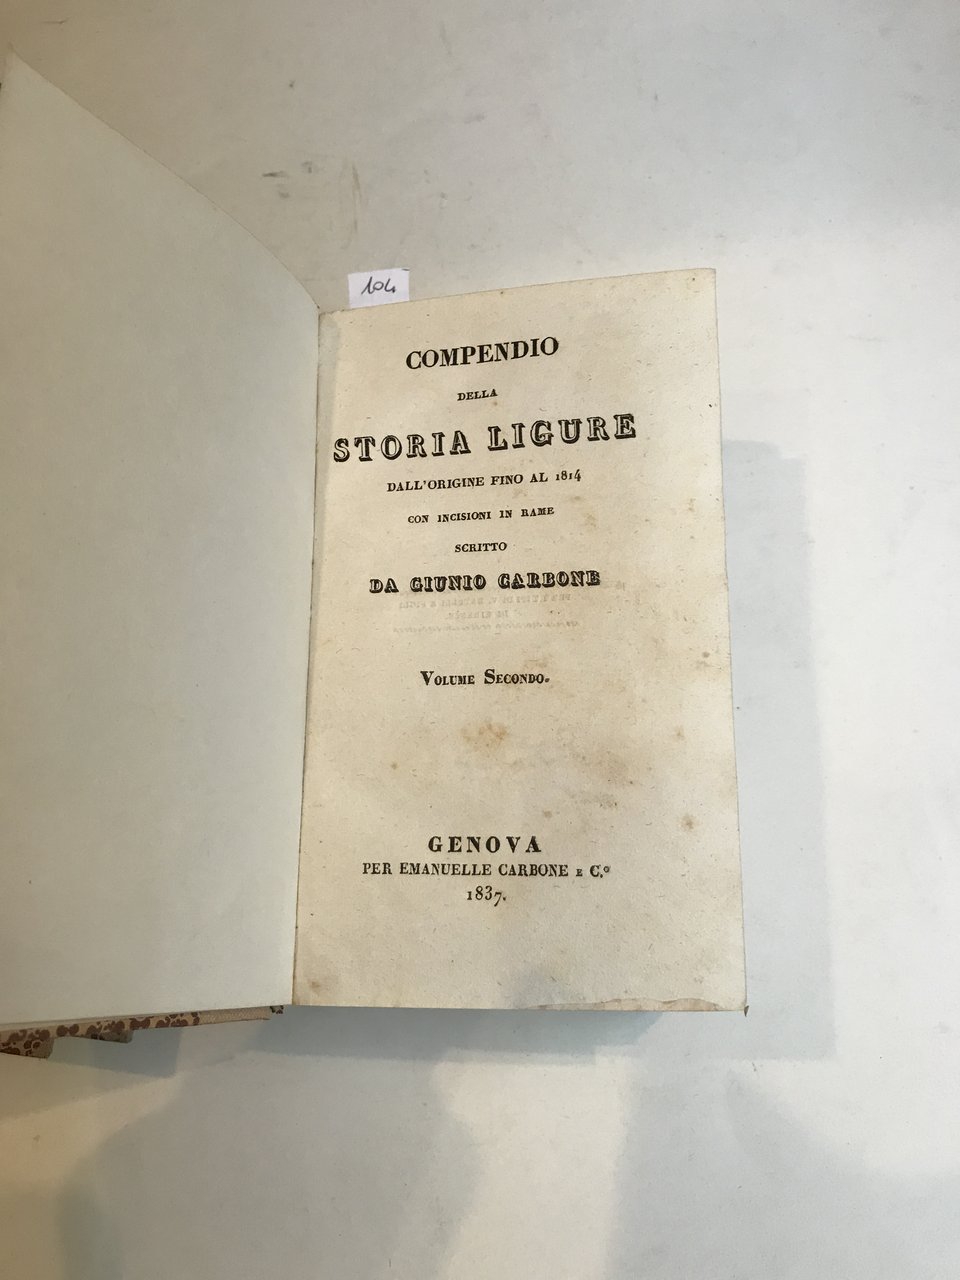 104
COMPENDIO
DELLA
STORIA LIGURE
DALL'ORIGINE FINO AL 1814
CON INCISIONI IN RAME
SCRITTO
DA GIUNIO CARBONE
VOLUME SECONDO.
GENOVA
PER EMANUELLE CARBONE E C.º
1837.